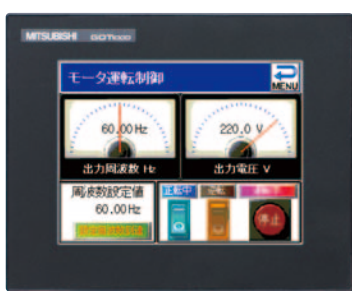 MITSUBISHI GOT1000
モータ運転制御
MENU
60.00 Hz
220.0 V
出力周波数 Hz
出力電圧 V
周波数設定値
60.00 Hz
正転中
停止